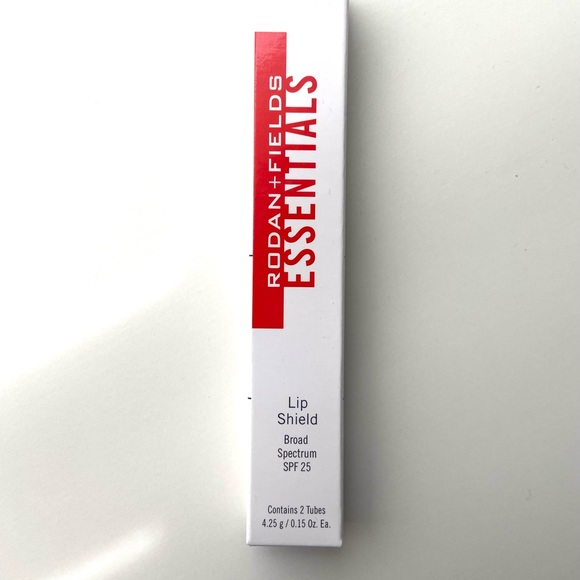 RODAN+FIELDS
ESSENTIALS
Lip
Shield
Broad
Spectrum
SPF 25
Contains 2 Tubes
4.25 g / 0.15 Oz. Ea.